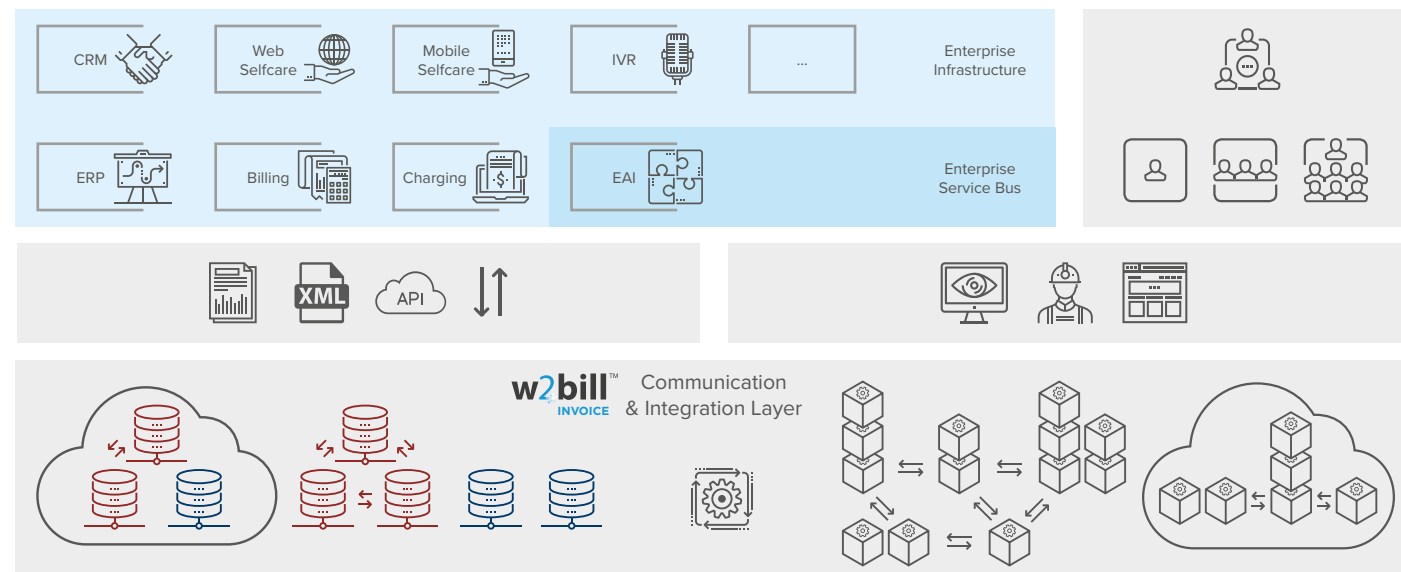 CRM
Web
Selfcare
Mobile
Selfcare
IVR
...
Enterprise
Infrastructure
ERP
Billing
Charging
$
EAI
Enterprise
Service Bus
XML
API
w2bill™
INVOICE
Communication
& Integration Layer